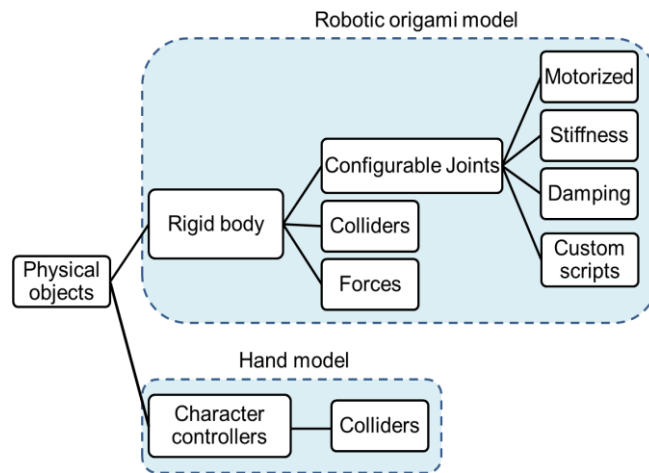 Robotic origami model
Motorized
Stiffness
Configurable Joints
Damping
Rigid body
Colliders
Custom
scripts
Physical
objects
Forces
Hand model
Character
controllers
Colliders